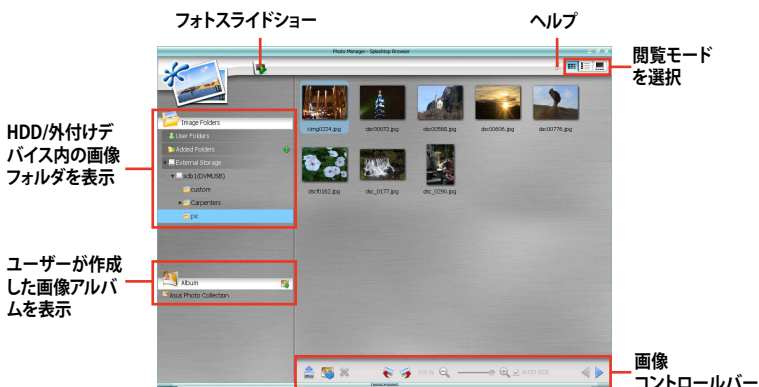 フォトスライドショー
ヘルプ
閲覧モード
を選択
Photo Manager - Splashtop Browser
HDD/外付けデ
バイス内の画像
フォルダを表示
Image Folders
User Folders
Added Folders
External Storage
sdb1(DVMUSB)
custom
Carpenters
pic
cimg0224.jpg
dsc00072.jpg
dsc00568.jpg
dsc00606.jpg
dsc00776.jpg
dscf0162.jpg
dsc_0177.jpg
dsc_0290.jpg
ユーザーが作成
した画像アルバ
ムを表示
Album
Asus Photo Collection
100 %
AUTO SIZE
画像
コントロールバー